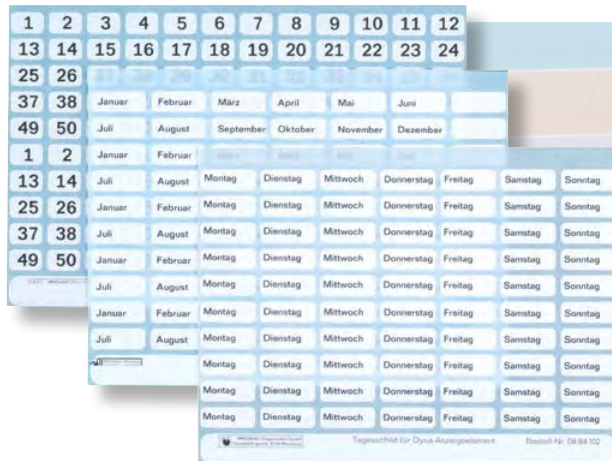 1 2 3 4 5 6 7 8 9 10 11 12
13 14 15 16 17 18 19 20 21 22 23 24
25 26
37 38
49 50
1 2
13 14
25 26
37 38
49 50
Januar Februar März April Mai Juni
Juli August September Oktober November Dezember
Januar Februar
Juli August
Januar Februar
Juli August
Januar Februar
Juli August
Januar Februar
Juli August
Montag Dienstag Mittwoch Donnerstag Freitag Samstag Sonntag
Montag Dienstag Mittwoch Donnerstag Freitag Samstag Sonntag
Montag Dienstag Mittwoch Donnerstag Freitag Samstag Sonntag
Montag Dienstag Mittwoch Donnerstag Freitag Samstag Sonntag
Montag Dienstag Mittwoch Donnerstag Freitag Samstag Sonntag
Montag Dienstag Mittwoch Donnerstag Freitag Samstag Sonntag
Montag Dienstag Mittwoch Donnerstag Freitag Samstag Sonntag
Montag Dienstag Mittwoch Donnerstag Freitag Samstag Sonntag
Montag Dienstag Mittwoch Donnerstag Freitag Samstag Sonntag
Montag Dienstag Mittwoch Donnerstag Freitag Samstag Sonntag
Tagesschild für Dyna-Anzeigeelement Bestell-Nr. 08 84 102